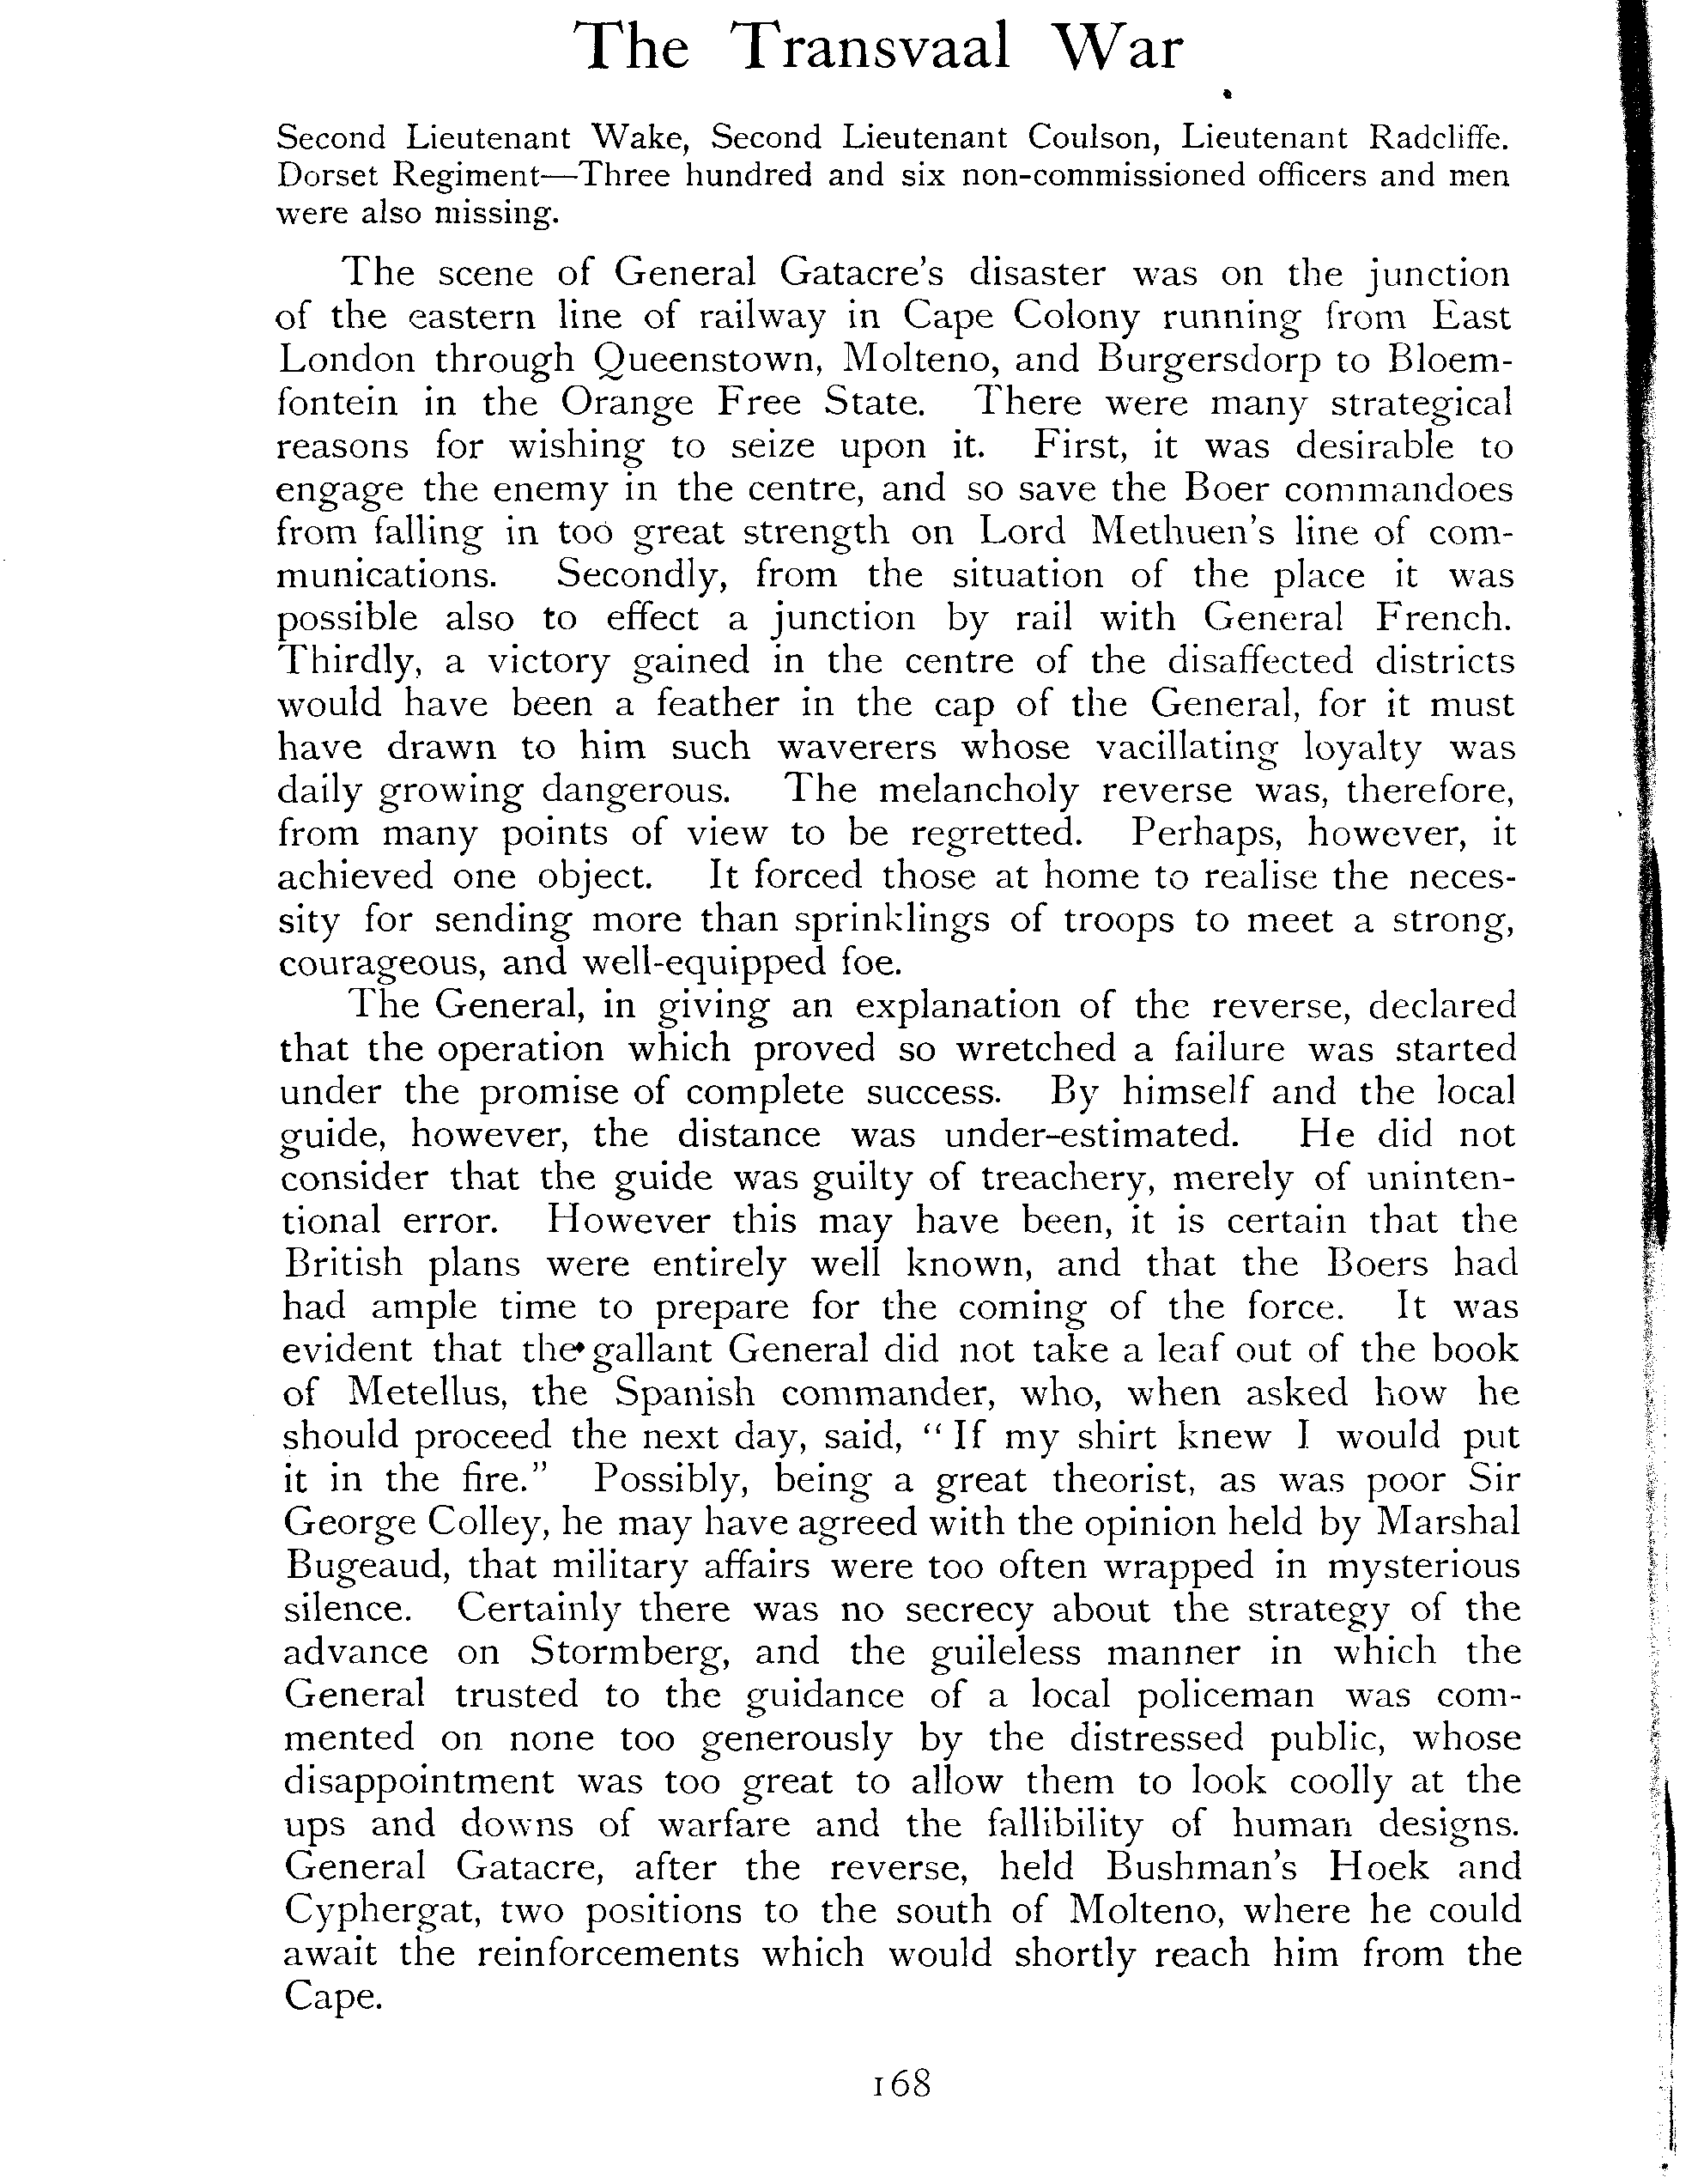 The Transvaal War
Second Lieutenant Wake, Second Lieutenant Coulson, Lieutenant Radcliffe.
Dorset Regiment—Three hundred and six non-commissioned officers and men
were also missing.
The scene of General Gatacre's disaster was on the junction
of the eastern line of railway in Cape Colony running from East
London through Queenstown, Molteno, and Burgersdorp to Bloem-
fontein in the Orange Free State. There were many strategical
reasons for wishing to seize upon it. First, it was desirable to
engage the enemy in the centre, and so save the Boer commandoes
from falling in too great strength on Lord Methuen's line of com-
munications. Secondly, from the situation of the place it was
possible also to effect a junction by rail with General French.
Thirdly, a victory gained in the centre of the disaffected districts
would have been a feather in the cap of the General, for it must
have drawn to him such waverers whose vacillating loyalty was
daily growing dangerous. The melancholy reverse was, therefore,
from many points of view to be regretted. Perhaps, however, it
achieved one object. It forced those at home to realise the neces-
sity for sending more than sprinklings of troops to meet a strong,
courageous, and well-equipped foe.
The General, in giving an explanation of the reverse, declared
that the operation which proved so wretched a failure was started
under the promise of complete success. By himself and the local
guide, however, the distance was under-estimated. He did not
consider that the guide was guilty of treachery, merely of uninten-
tional error. However this may have been, it is certain that the
British plans were entirely well known, and that the Boers had
had ample time to prepare for the coming of the force. It was
evident that the gallant General did not take a leaf out of the book
of Metellus, the Spanish commander, who, when asked how he
should proceed the next day, said, "If my shirt knew I would put
it in the fire." Possibly, being a great theorist, as was poor Sir
George Colley, he may have agreed with the opinion held by Marshal
Bugeaud, that military affairs were too often wrapped in mysterious
silence. Certainly there was no secrecy about the strategy of the
advance on Stormberg, and the guileless manner in which the
General trusted to the guidance of a local policeman was com-
mented on none too generously by the distressed public, whose
disappointment was too great to allow them to look coolly at the
ups and downs of warfare and the fallibility of human designs.
General Gatacre, after the reverse, held Bushman's Hoek and
Cyphergat, two positions to the south of Molteno, where he could
await the reinforcements which would shortly reach him from the
Cape.
168